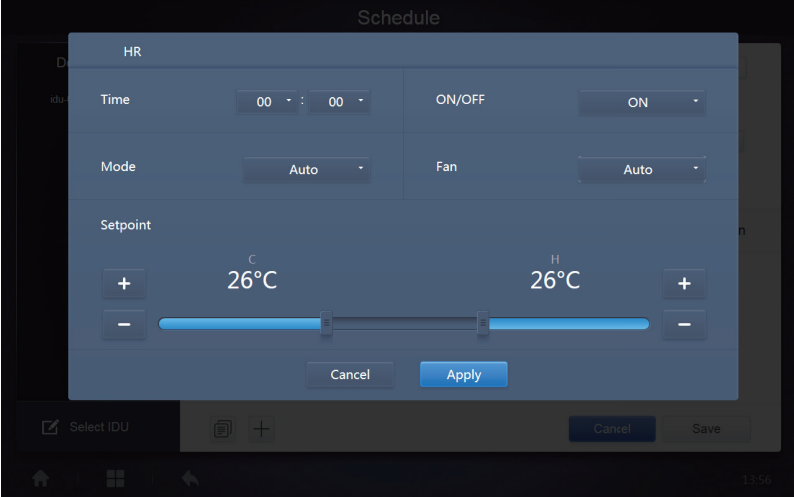 Schedule
HR
Time
00 : 00
ON/OFF
ON
Mode
Auto
Fan
Auto
Setpoint
C
H
26°C
26°C
+
+
−
−
Cancel
Apply
Select IDU
Cancel
Save
13:56